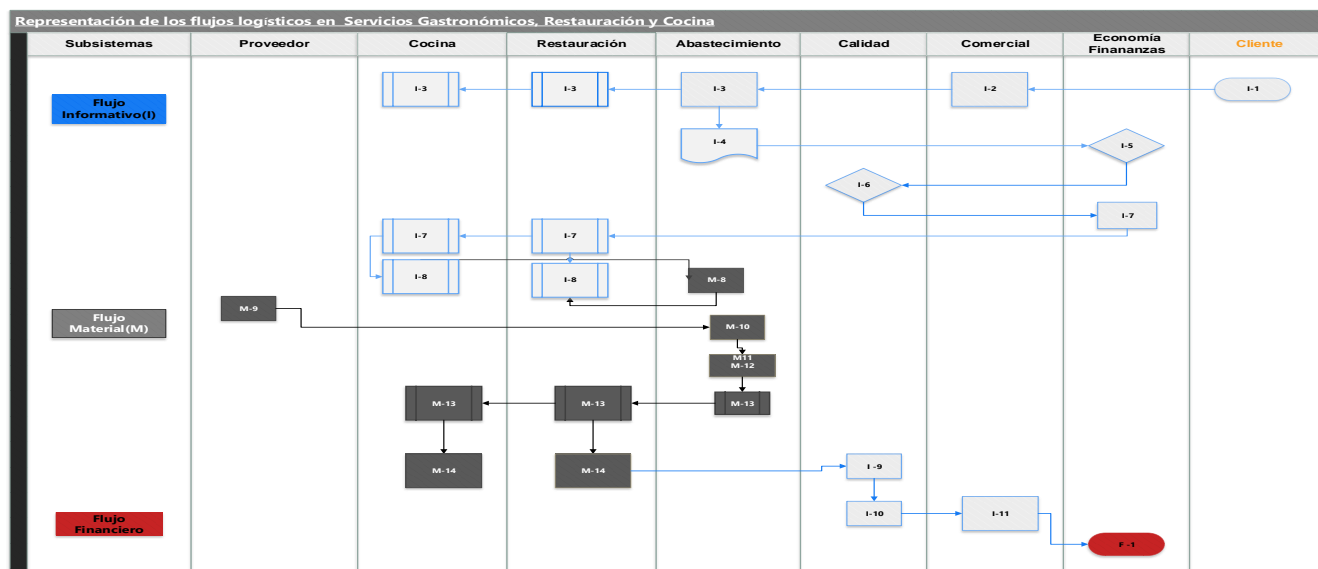 Representación de los flujos logísticos en Servicios Gastronómicos, Restauración y Cocina
Subsistemas
Proveedor
Cocina
Restauración
Abastecimiento
Calidad
Comercial
Economía
Finananzas
Cliente
Flujo
Informativo(I)
I-3
I-3
I-3
I-2
I-1
I-4
I-5
I-6
I-7
I-7
I-7
I-8
I-8
M-8
Flujo
Material(M)
M-9
M-10
M11
M-12
M-13
M-13
M-13
M-14
M-14
I -9
I-10
I-11
Flujo
Financiero
F -1